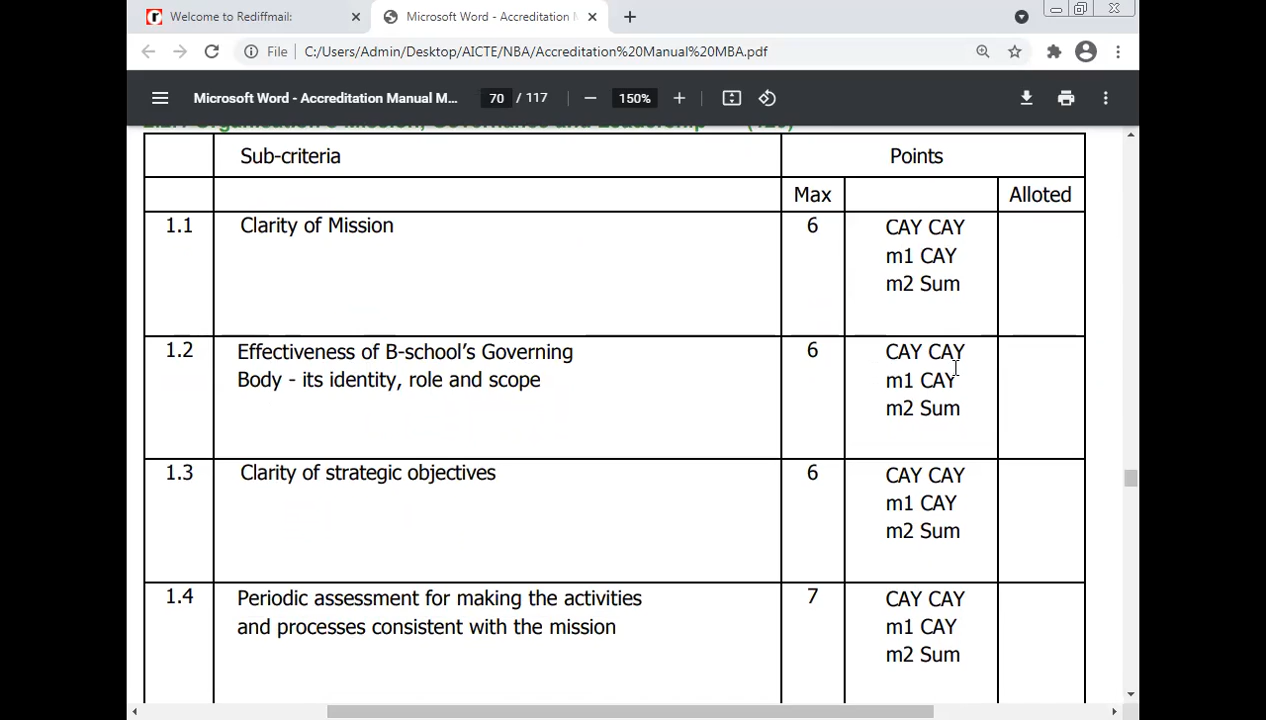 Welcome to Rediffmail:
Microsoft Word - Accreditation M
File C:/Users/Admin/Desktop/AICTE/NBA/Accreditation%20Manual%20MBA.pdf
Microsoft Word - Accreditation Manual M... 70 / 117 150%
Sub-criteria Points
Max Alloted
1.1 Clarity of Mission 6 CAY CAY
m1 CAY
m2 Sum
1.2 Effectiveness of B-school’s Governing 6 CAY CAY
Body - its identity, role and scope m1 CAY
m2 Sum
1.3 Clarity of strategic objectives 6 CAY CAY
m1 CAY
m2 Sum
1.4 Periodic assessment for making the activities 7 CAY CAY
and processes consistent with the mission m1 CAY
m2 Sum